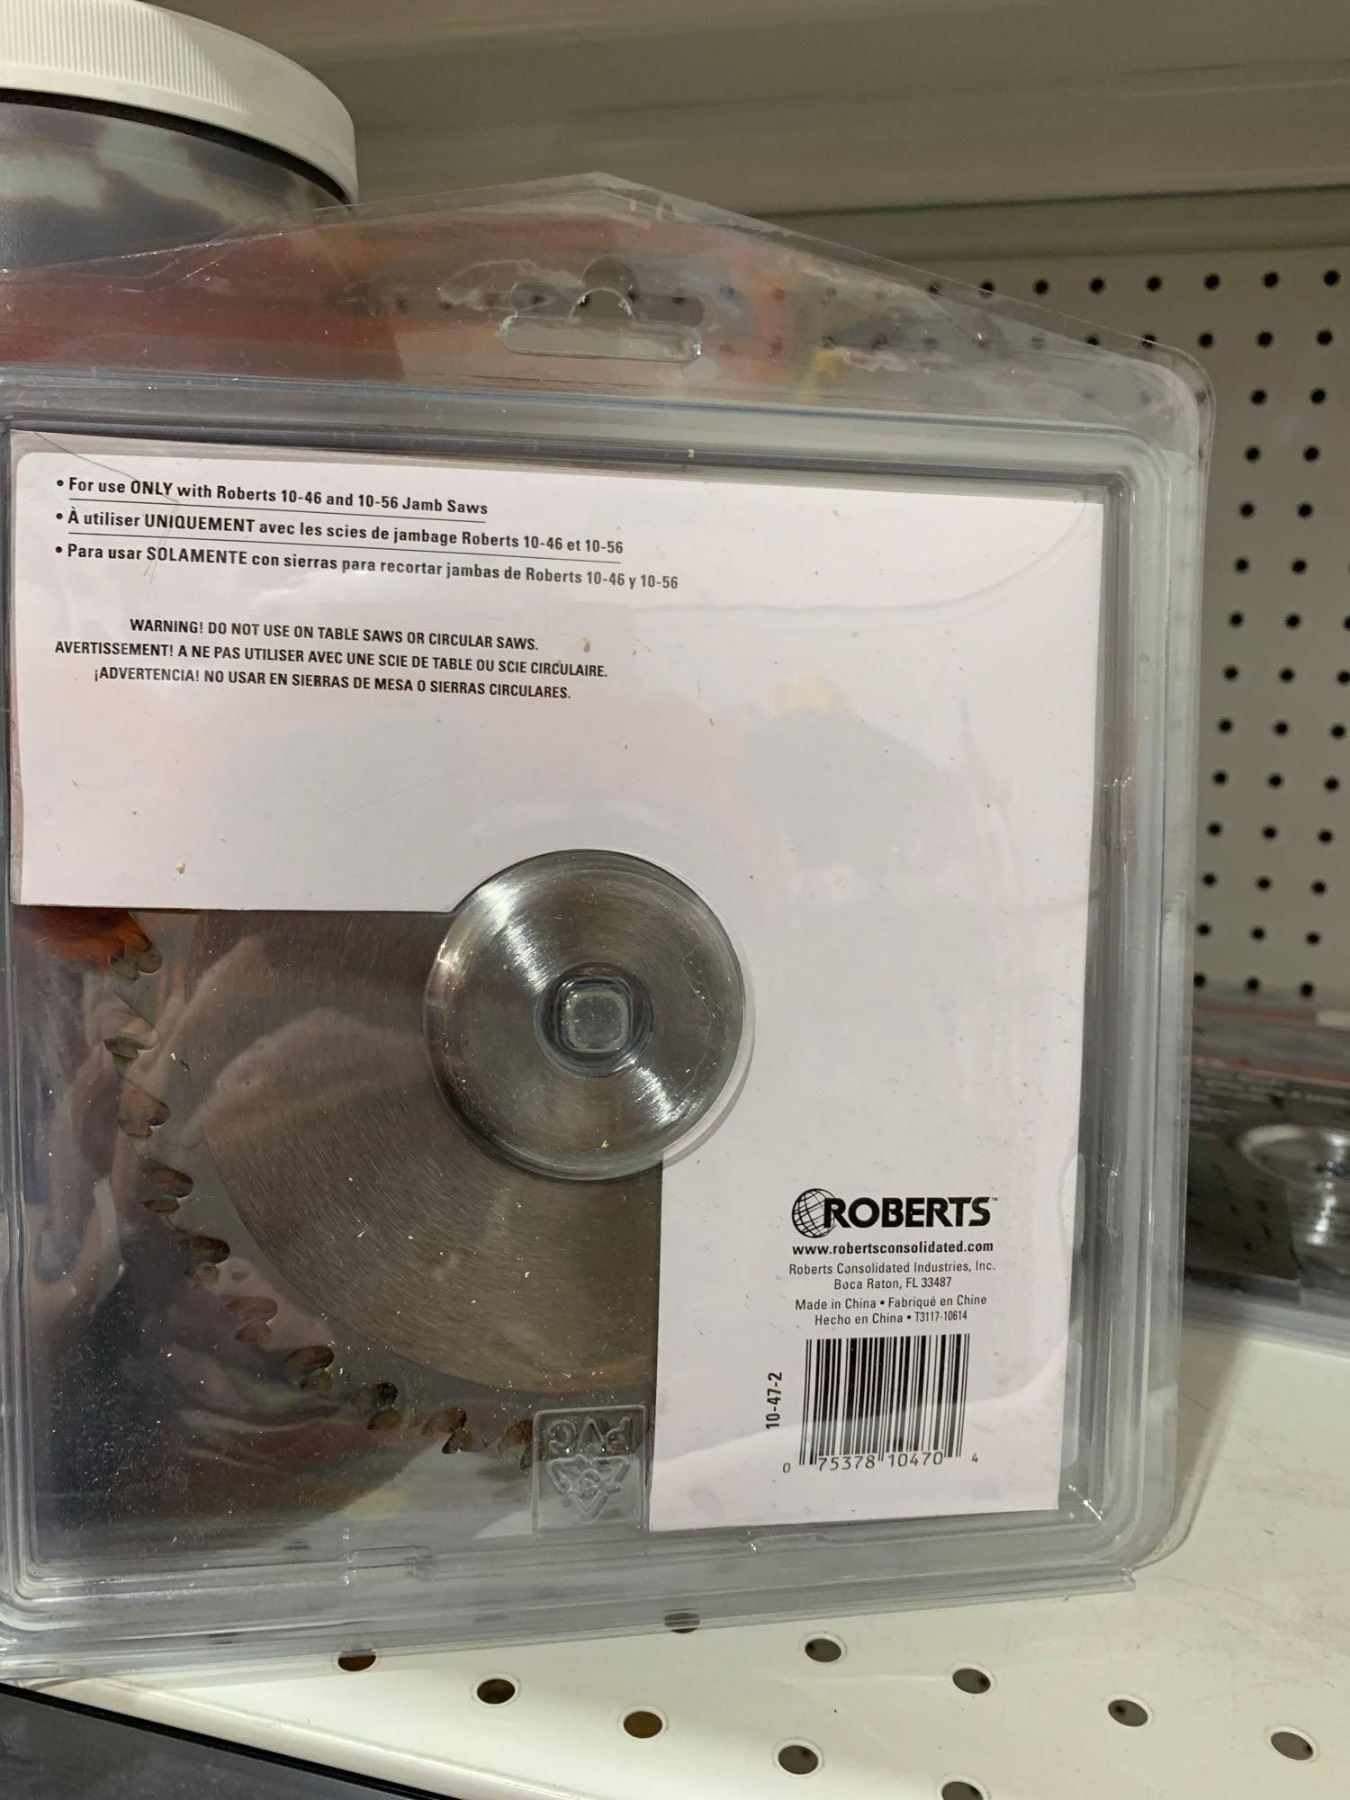 • For use ONLY with Roberts 10-46 and 10-56 Jamb Saws
• À utiliser UNIQUEMENT avec les scies de jambage Roberts 10-46 et 10-56
• Para usar SOLAMENTE con sierras para recortar jambas de Roberts 10-46 y 10-56
WARNING! DO NOT USE ON TABLE SAWS OR CIRCULAR SAWS.
AVERTISSEMENT! A NE PAS UTILISER AVEC UNE SCIE DE TABLE OU SCIE CIRCULAIRE.
¡ADVERTENCIA! NO USAR EN SIERRAS DE MESA O SIERRAS CIRCULARES.
ROBERTS™
www.robertsconsolidated.com
Roberts Consolidated Industries, Inc.
Boca Raton, FL 33487
Made in China • Fabriqué en Chine
Hecho en China • T3117-10614
10-47-2
0 75378 10470 4
PVC